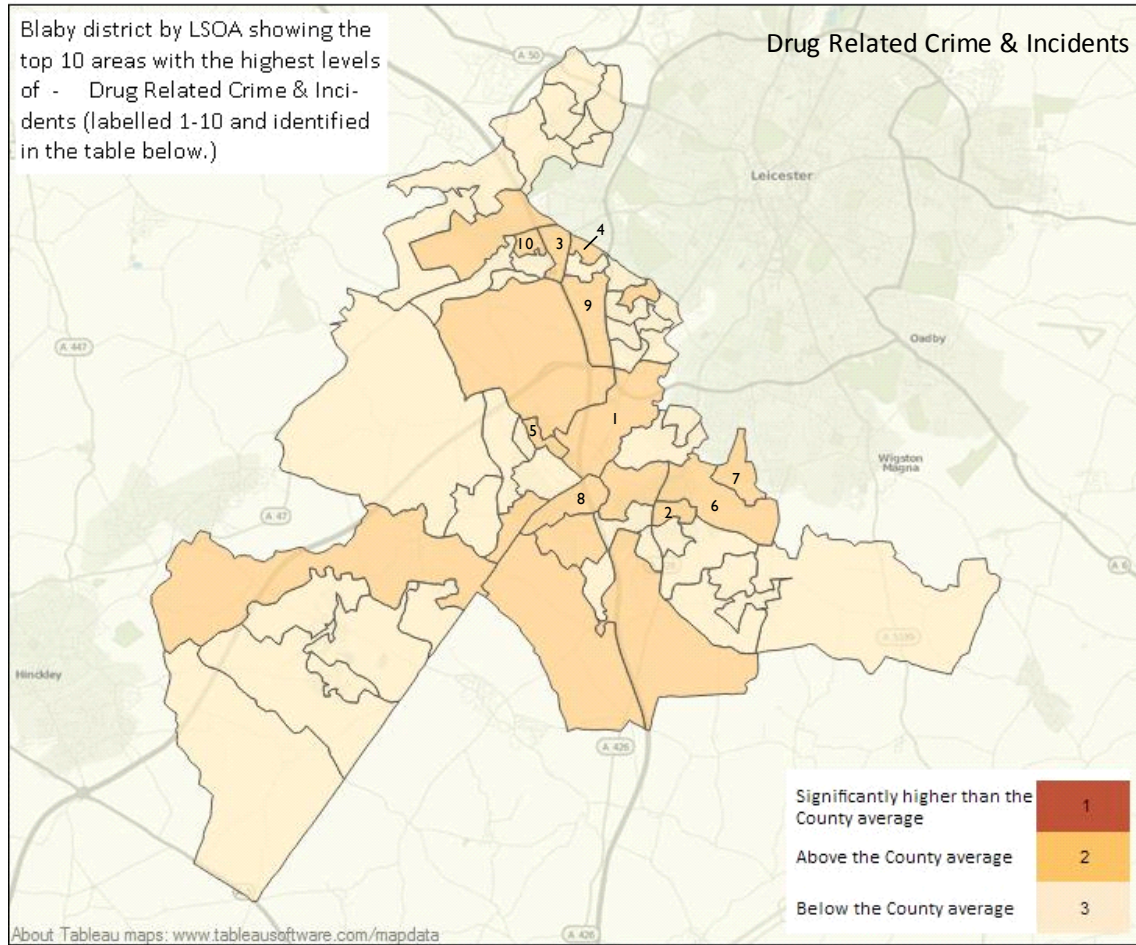 Blaby district by LSOA showing the
top 10 areas with the highest levels
of - Drug Related Crime & Inci-
dents (labelled 1-10 and identified
in the table below.)
Drug Related Crime & Incidents
A 50
Leicester
4
10
3
9
A 447
Oadby
1
5
Wigston
Magna
7
8
2
6
A 47
A 6
Hinckley
A 426
Significantly higher than the
County average
1
Above the County average
2
Below the County average
3
A 426
About Tableau maps: www.tableausoftware.com/mapdata